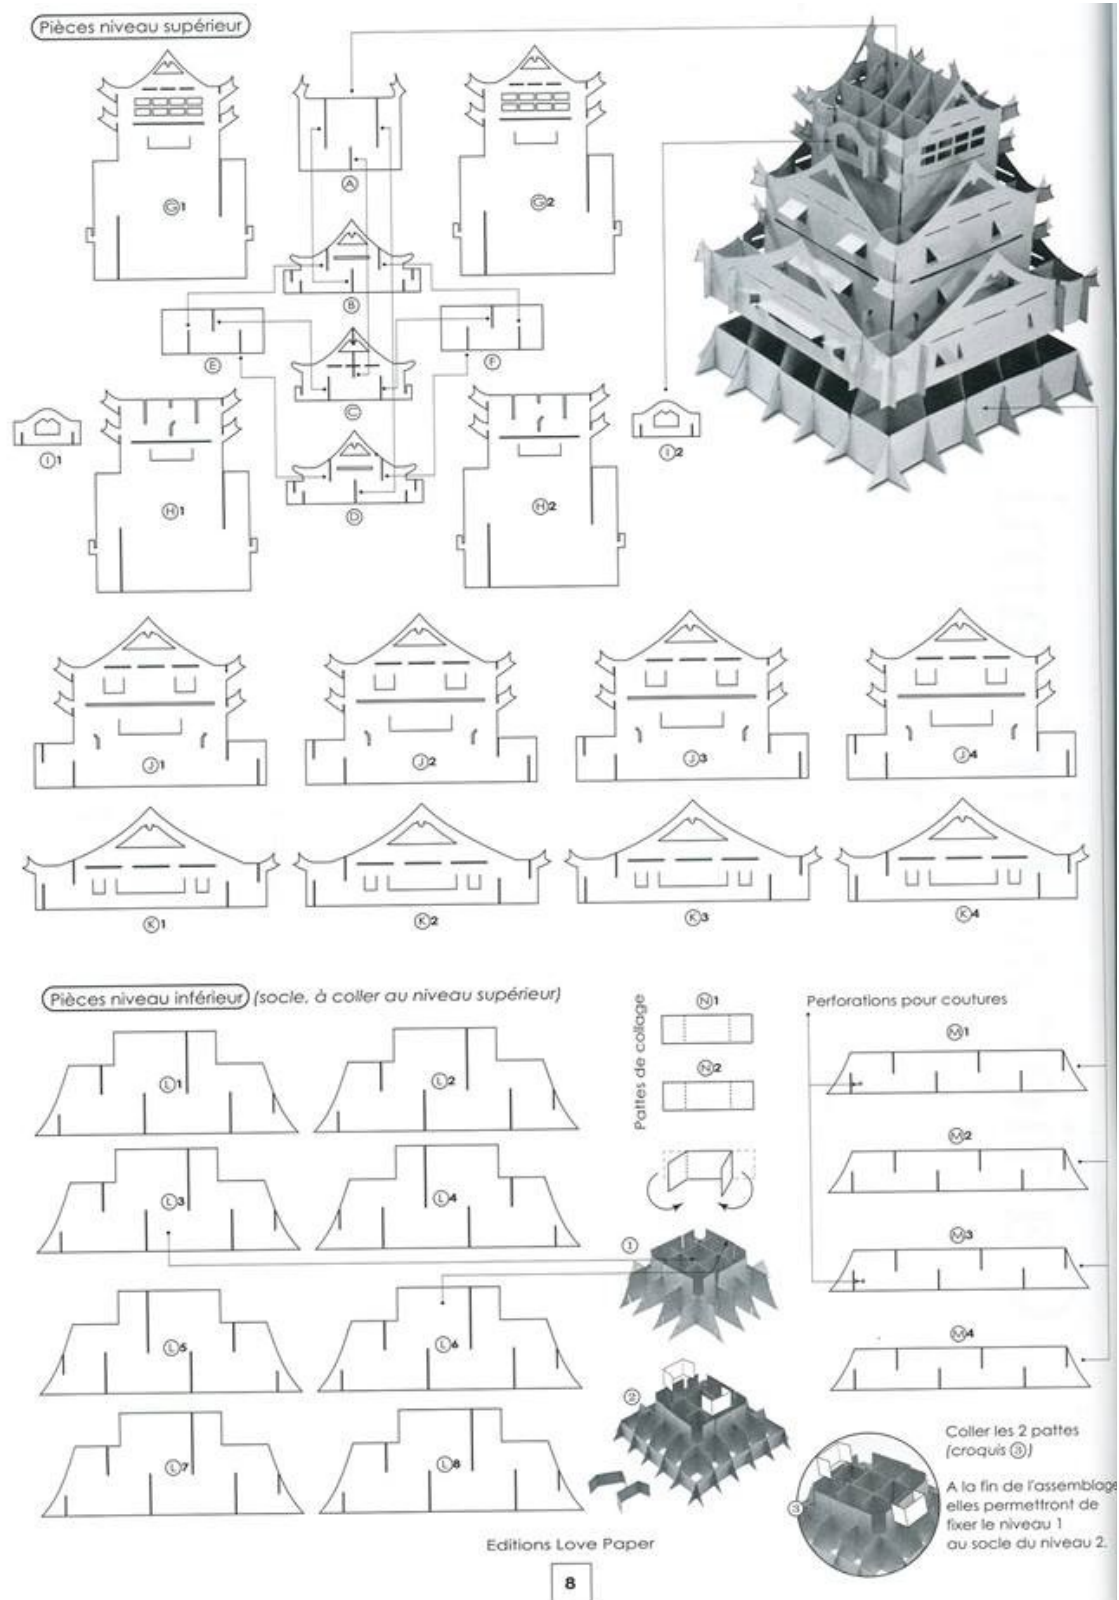 Pièces niveau supérieur
G1
A
G2
B
E
F
C
I1
I2
H1
D
H2
J1
J2
J3
J4
K1
K2
K3
K4
Pièces niveau inférieur (socle, à coller au niveau supérieur)
L1
L2
L3
L4
L5
L6
L7
L8
Pattes de collage
N1
N2
1
2
Perforations pour coutures
M1
M2
M3
M4
3
Coller les 2 pattes
(croquis 3)
A la fin de l'assemblage
elles permettront de
fixer le niveau 1
au socle du niveau 2.
Editions Love Paper
8